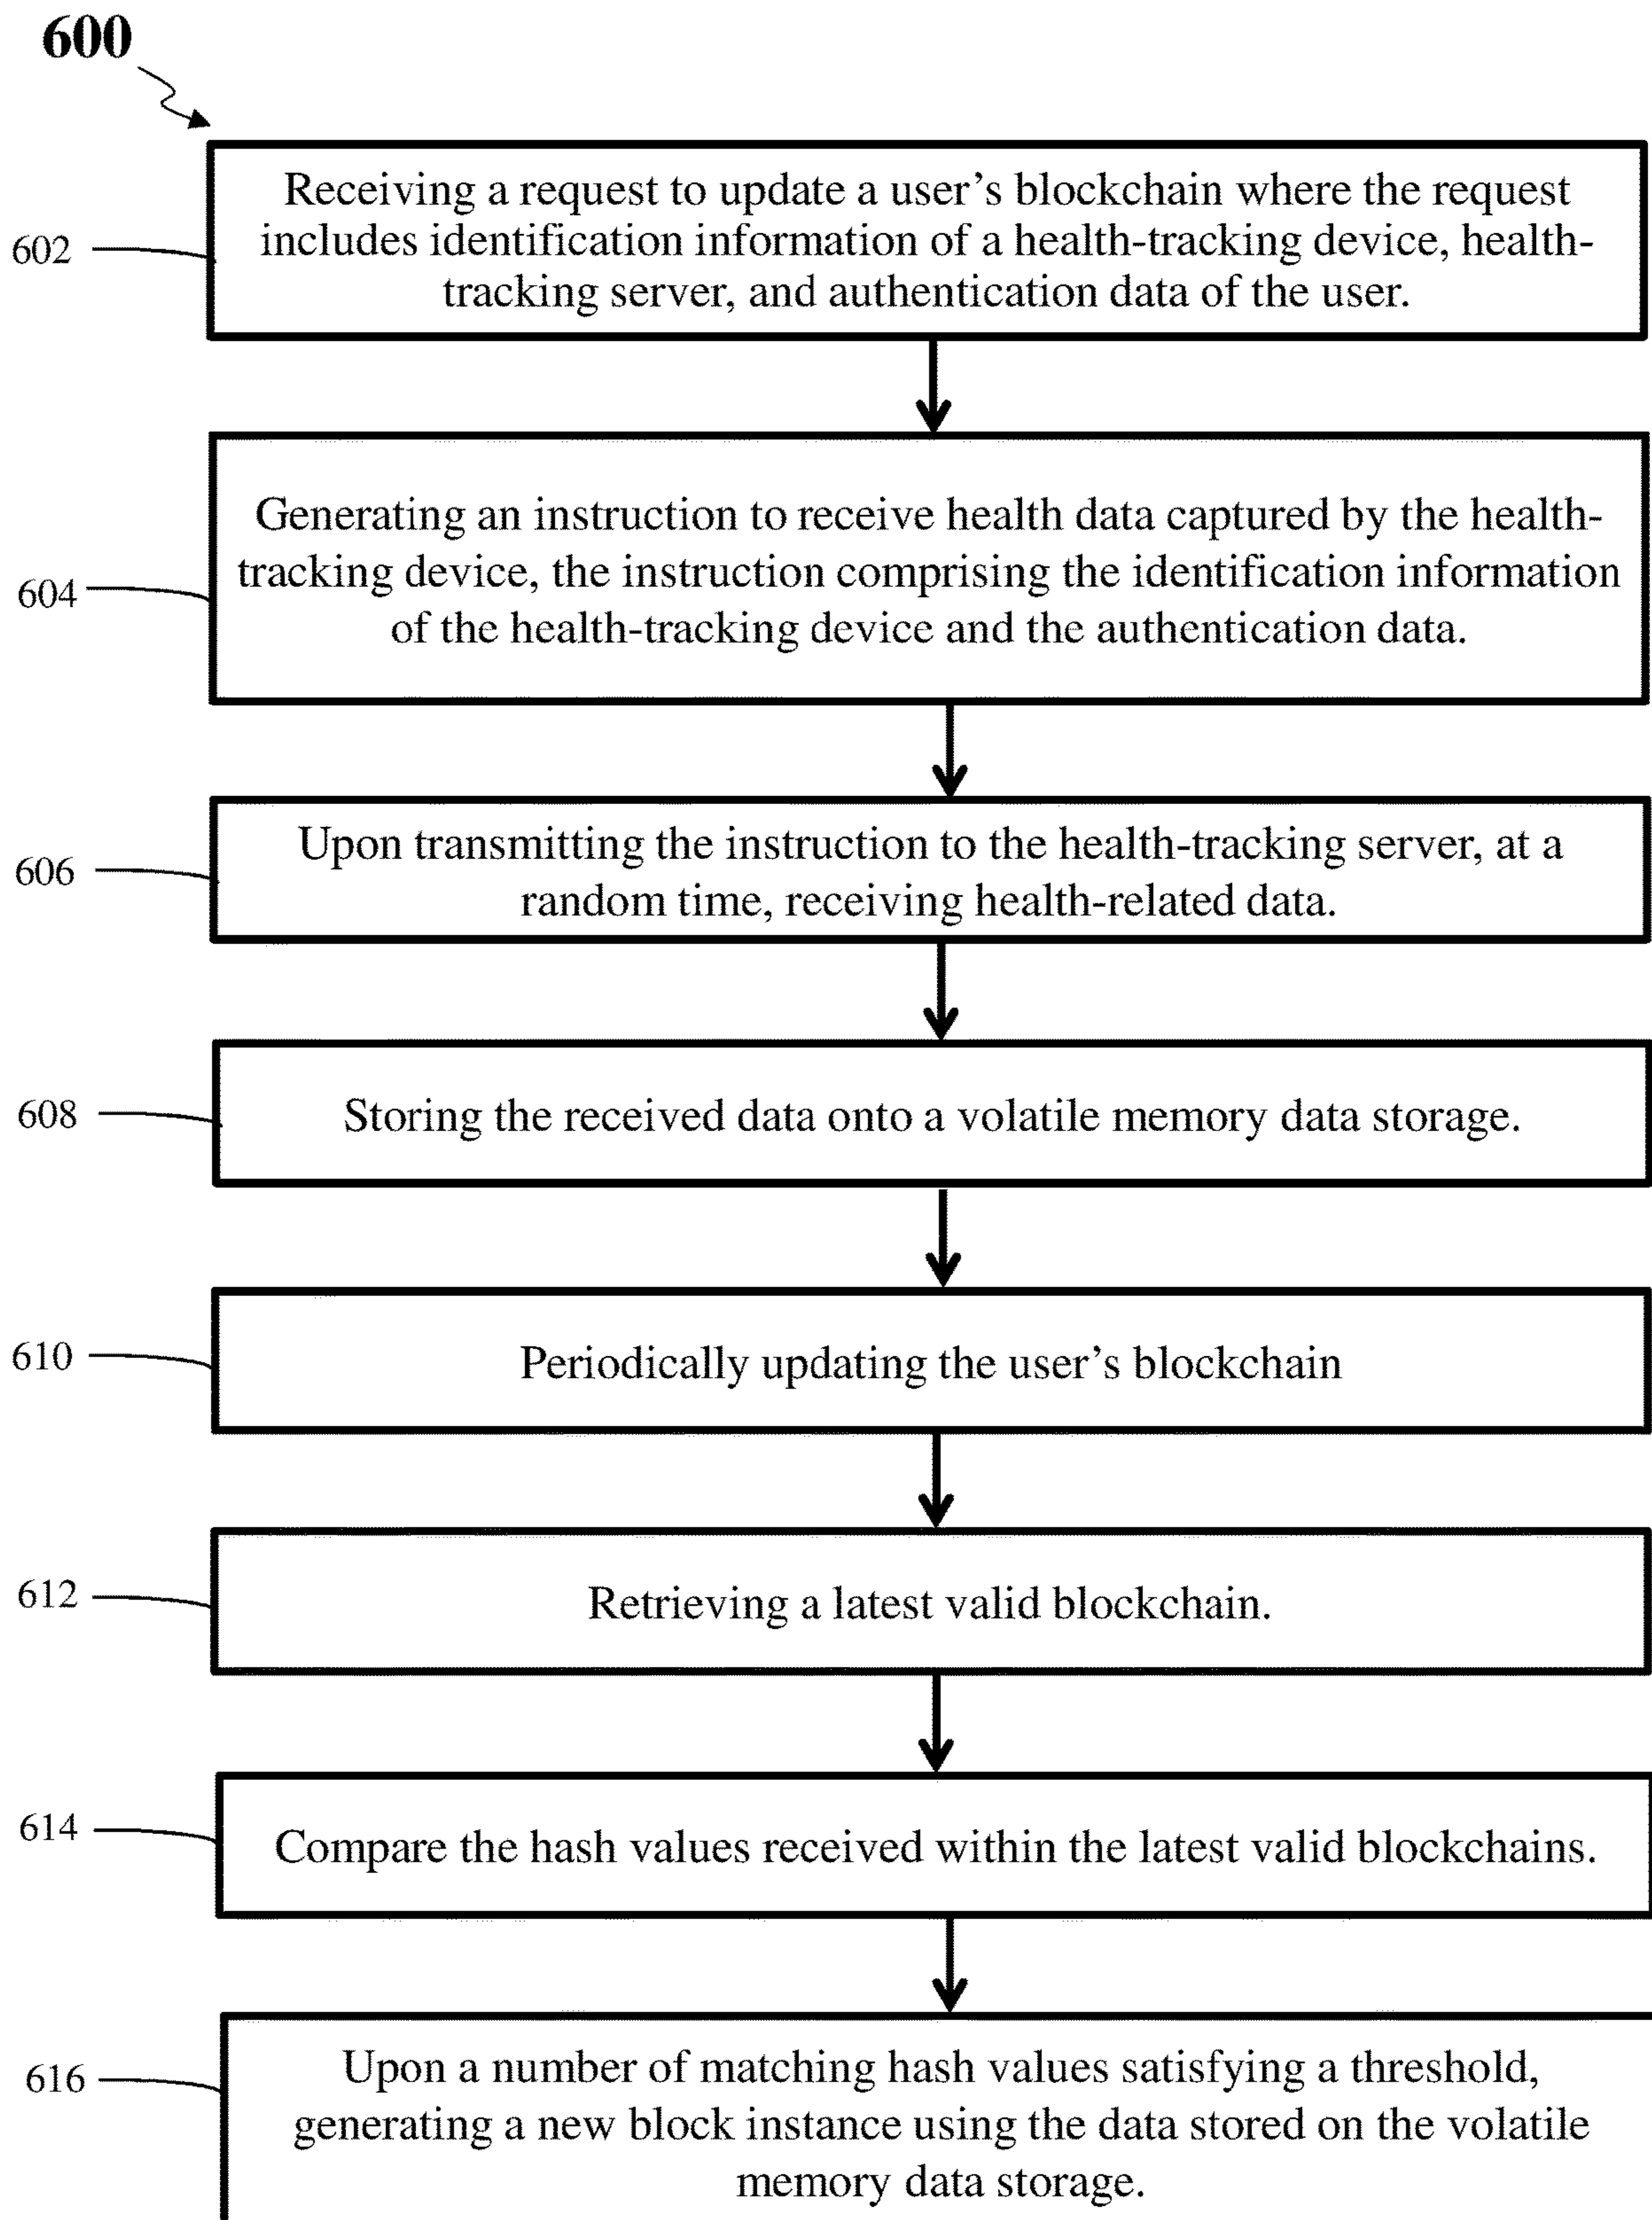 600
602
Receiving a request to update a user’s blockchain where the request
includes identification information of a health-tracking device, health-
tracking server, and authentication data of the user.
604
Generating an instruction to receive health data captured by the health-
tracking device, the instruction comprising the identification information
of the health-tracking device and the authentication data.
606
Upon transmitting the instruction to the health-tracking server, at a
random time, receiving health-related data.
608
Storing the received data onto a volatile memory data storage.
610
Periodically updating the user’s blockchain
612
Retrieving a latest valid blockchain.
614
Compare the hash values received within the latest valid blockchains.
616
Upon a number of matching hash values satisfying a threshold,
generating a new block instance using the data stored on the volatile
memory data storage.